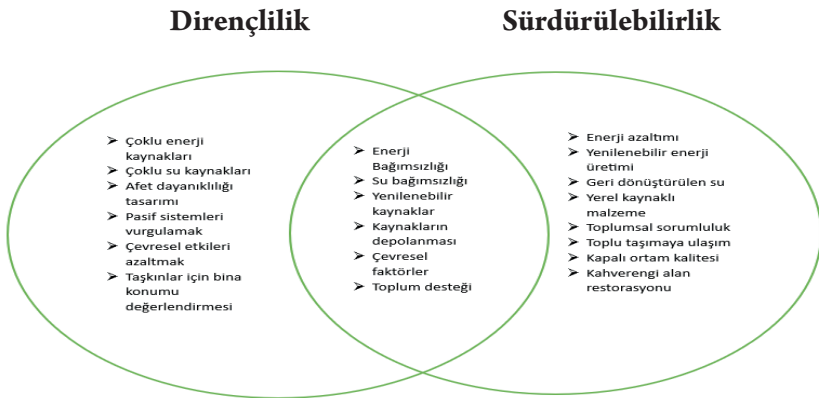 Dirençlilik
Sürdürülebilirlik
➢ Çoklu enerji
kaynakları
➢ Çoklu su kaynakları
➢ Afet dayanıklılığı
tasarımı
➢ Pasif sistemleri
vurgulamak
➢ Çevresel etkileri
azaltmak
➢ Taşkınlar için bina
konumu
değerlendirmesi
➢ Enerji
Bağımsızlığı
➢ Su bağımsızlığı
➢ Yenilenebilir
kaynaklar
➢ Kaynakların
depolanması
➢ Çevresel
faktörler
➢ Toplum desteği
➢ Enerji azaltımı
➢ Yenilenebilir enerji
üretimi
➢ Geri dönüştürülen su
➢ Yerel kaynaklı
malzeme
➢ Toplumsal sorumluluk
➢ Toplu taşımaya ulaşım
➢ Kapalı ortam kalitesi
➢ Kahverengi alan
restorasyonu